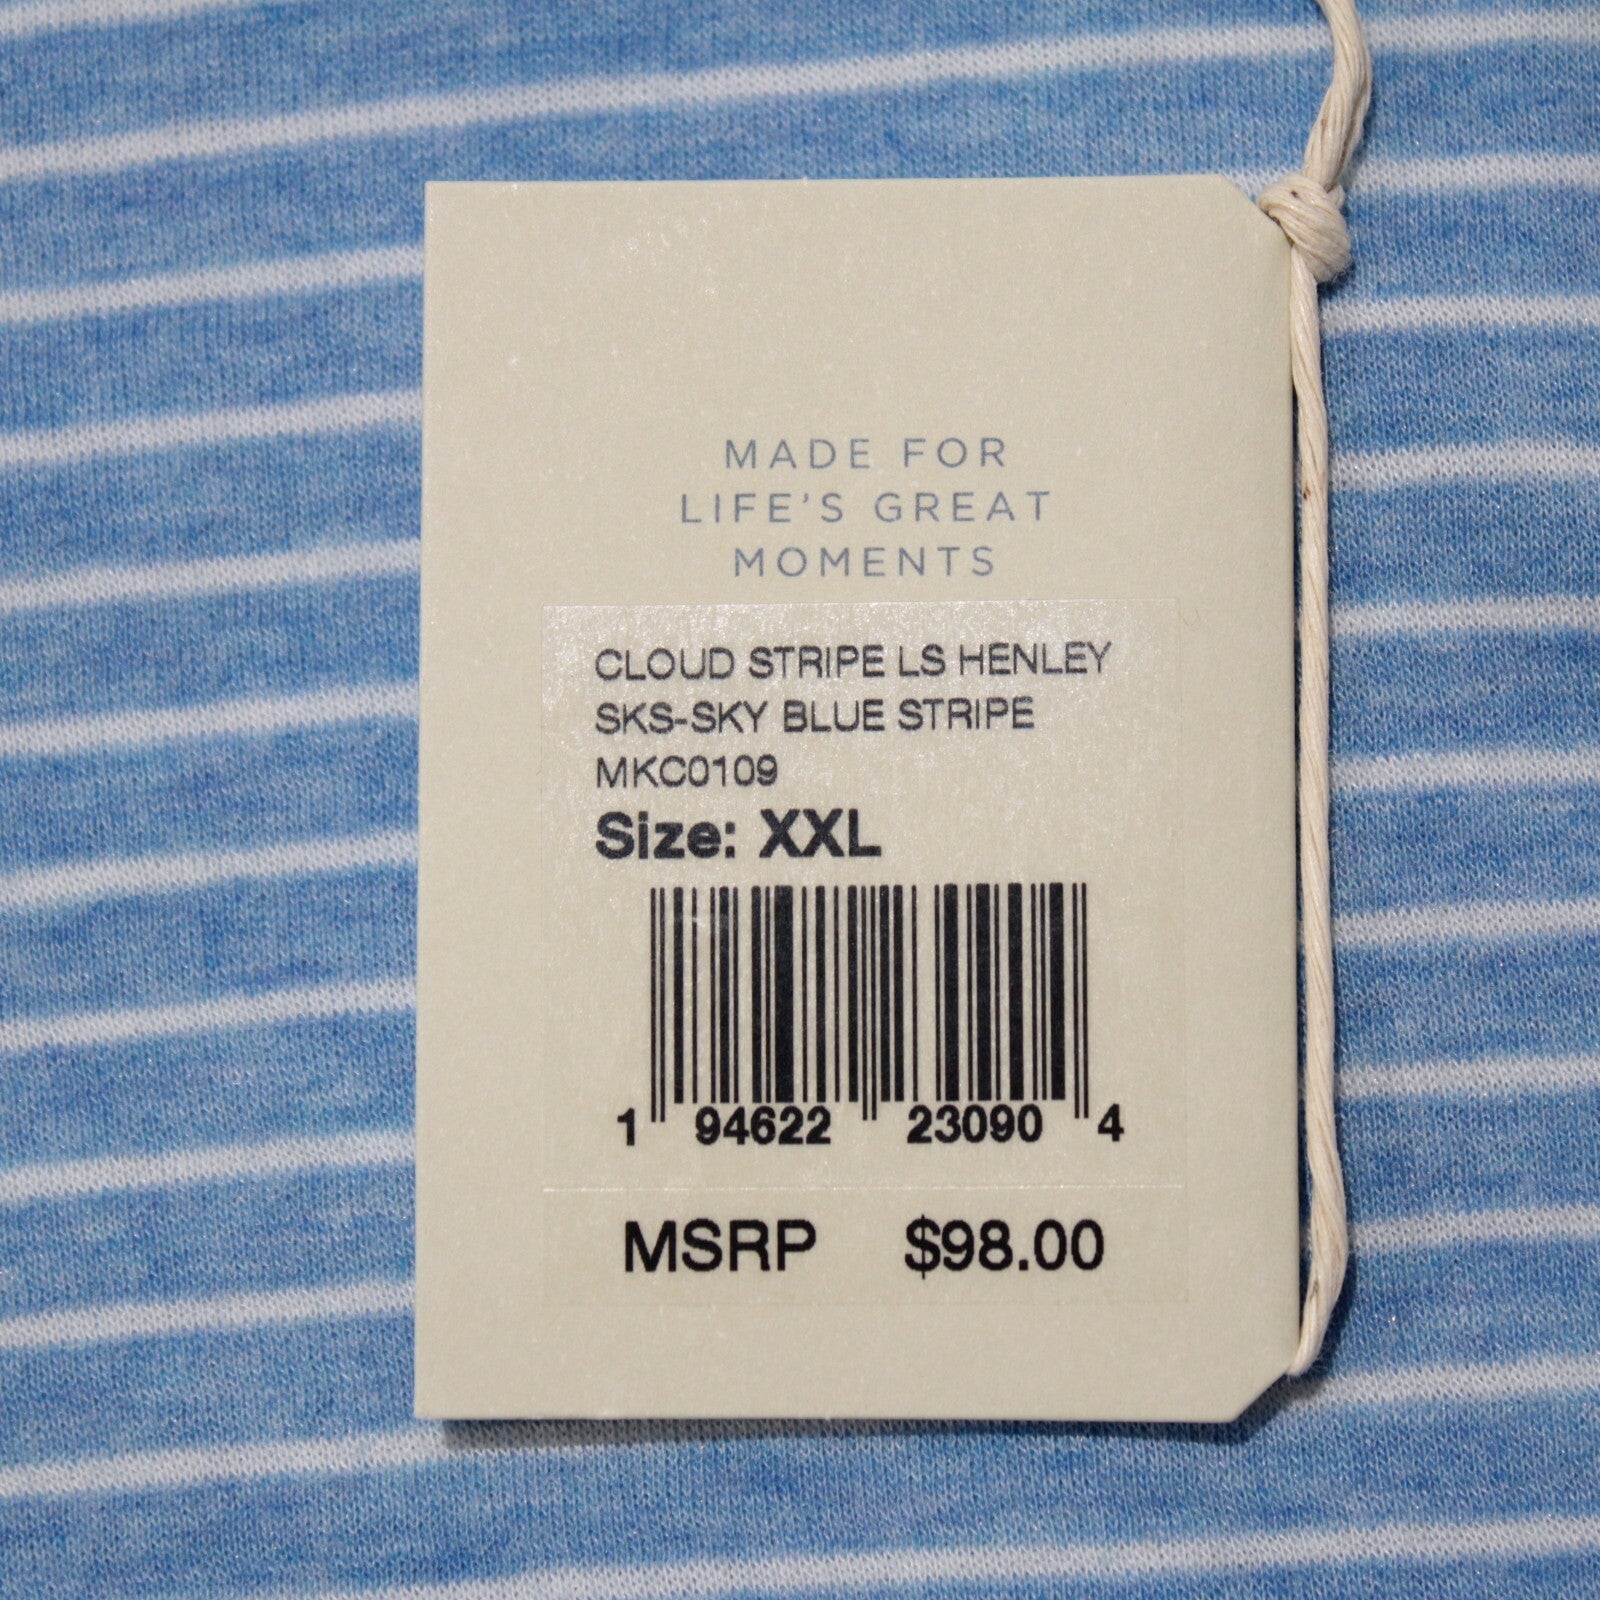 MADE FOR
LIFE'S GREAT
MOMENTS
CLOUD STRIPE LS HENLEY
SKS-SKY BLUE STRIPE
MKC0109
Size: XXL
1 94622 23090 4
MSRP $98.00